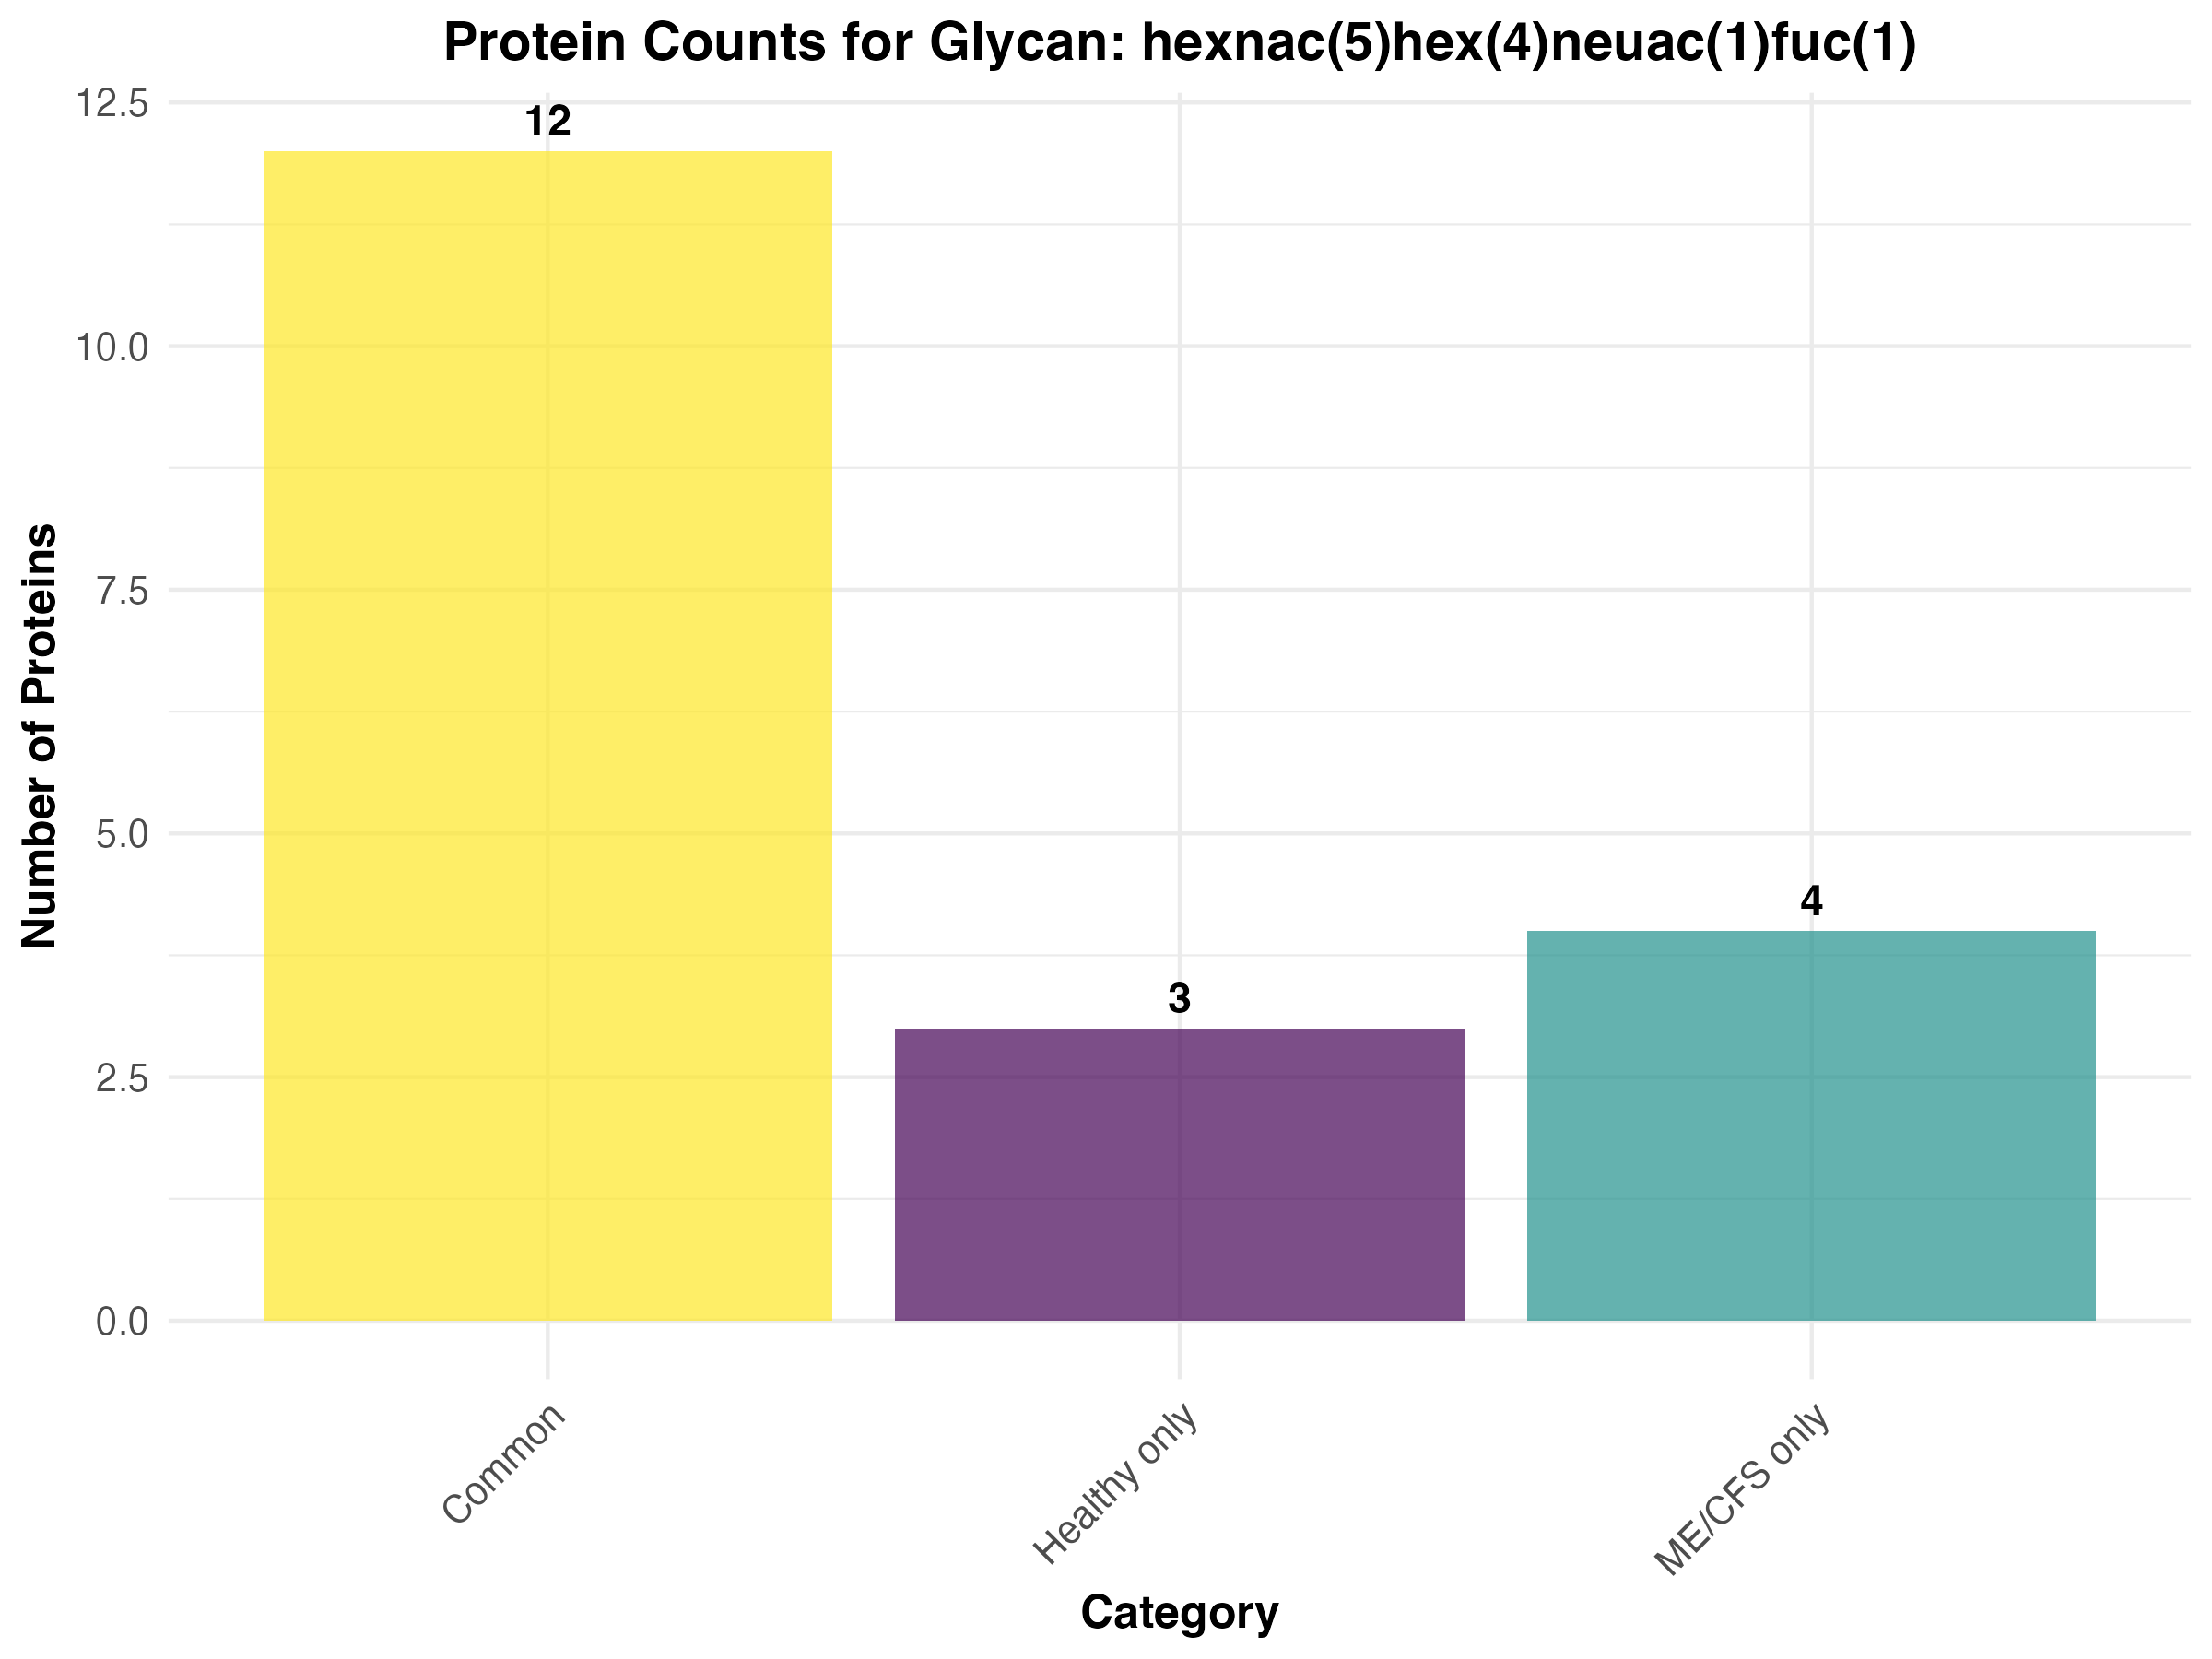 Protein Counts for Glycan: hexnac(5)hex(4)neuac(1)fuc(1)
12.5
12
10.0
7.5
Number of Proteins
5.0
4
3
2.5
0.0
Common
Healthy only
ME/CFS only
Category